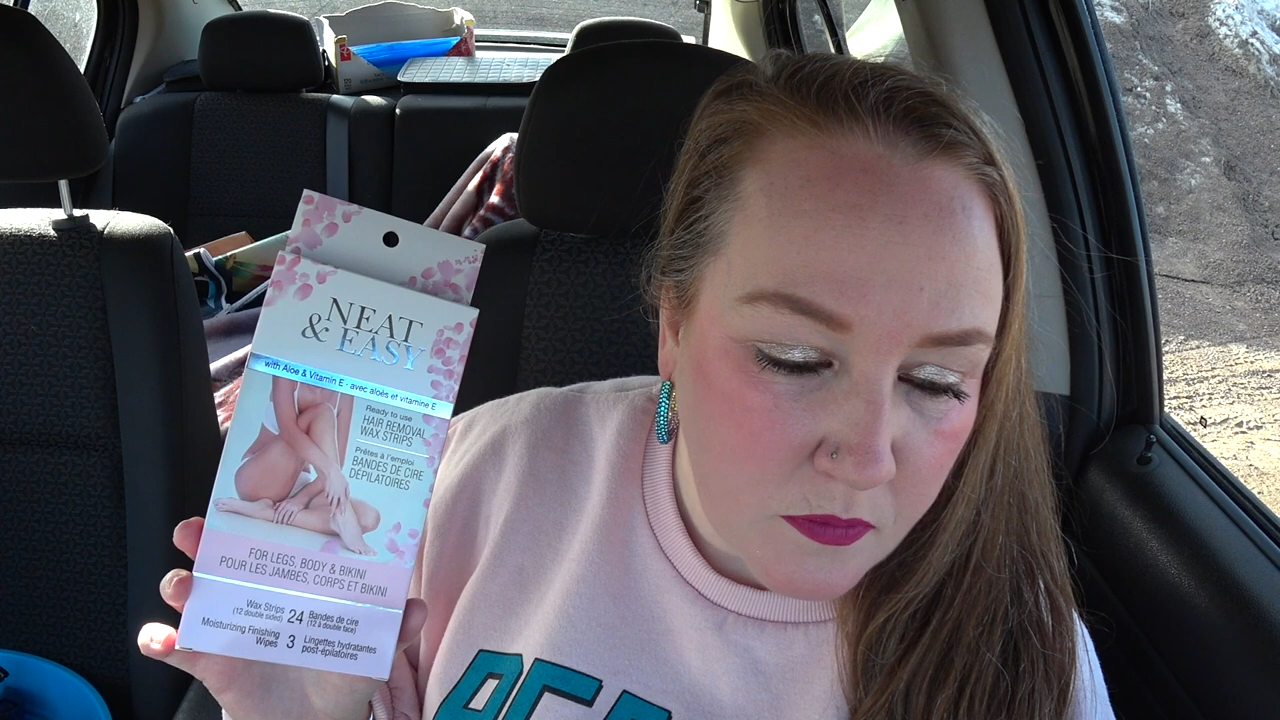 NEAT
& EASY
with Aloe & Vitamin E - avec aloès et vitamine E
Ready to use
HAIR REMOVAL
WAX STRIPS
Prêtes à l'emploi
BANDES DE CIRE
DÉPILATOIRES
FOR LEGS, BODY & BIKINI
POUR LES JAMBES, CORPS ET BIKINI
Wax Strips 24 Bandes de cire
(12 double sided) (12 à double face)
Moisturizing Finishing Wipes 3 Lingettes hydratantes
post-épilatoires